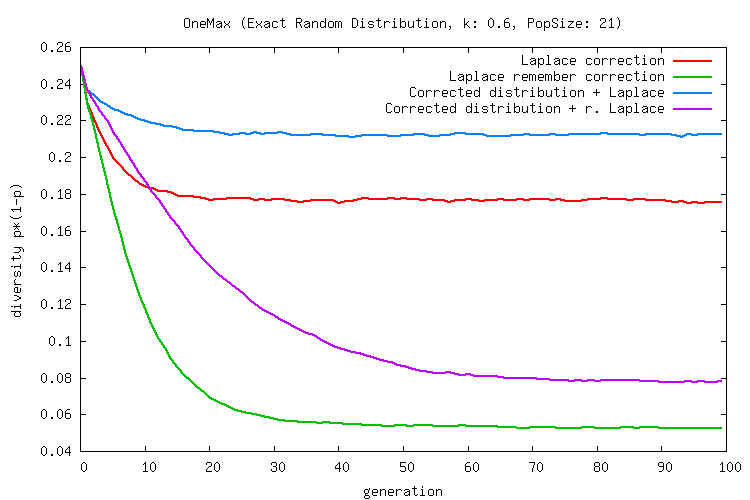 OneMax (Exact Random Distribution, k: 0.6, PopSize: 21)
0.26
0.24
0.22
0.2
0.18
0.16
0.14
0.12
0.1
0.08
0.06
0.04
diversity p*(1-p)
Laplace correction
Laplace remember correction
Corrected distribution + Laplace
Corrected distribution + r. Laplace
0 10 20 30 40 50 60 70 80 90 100
generation